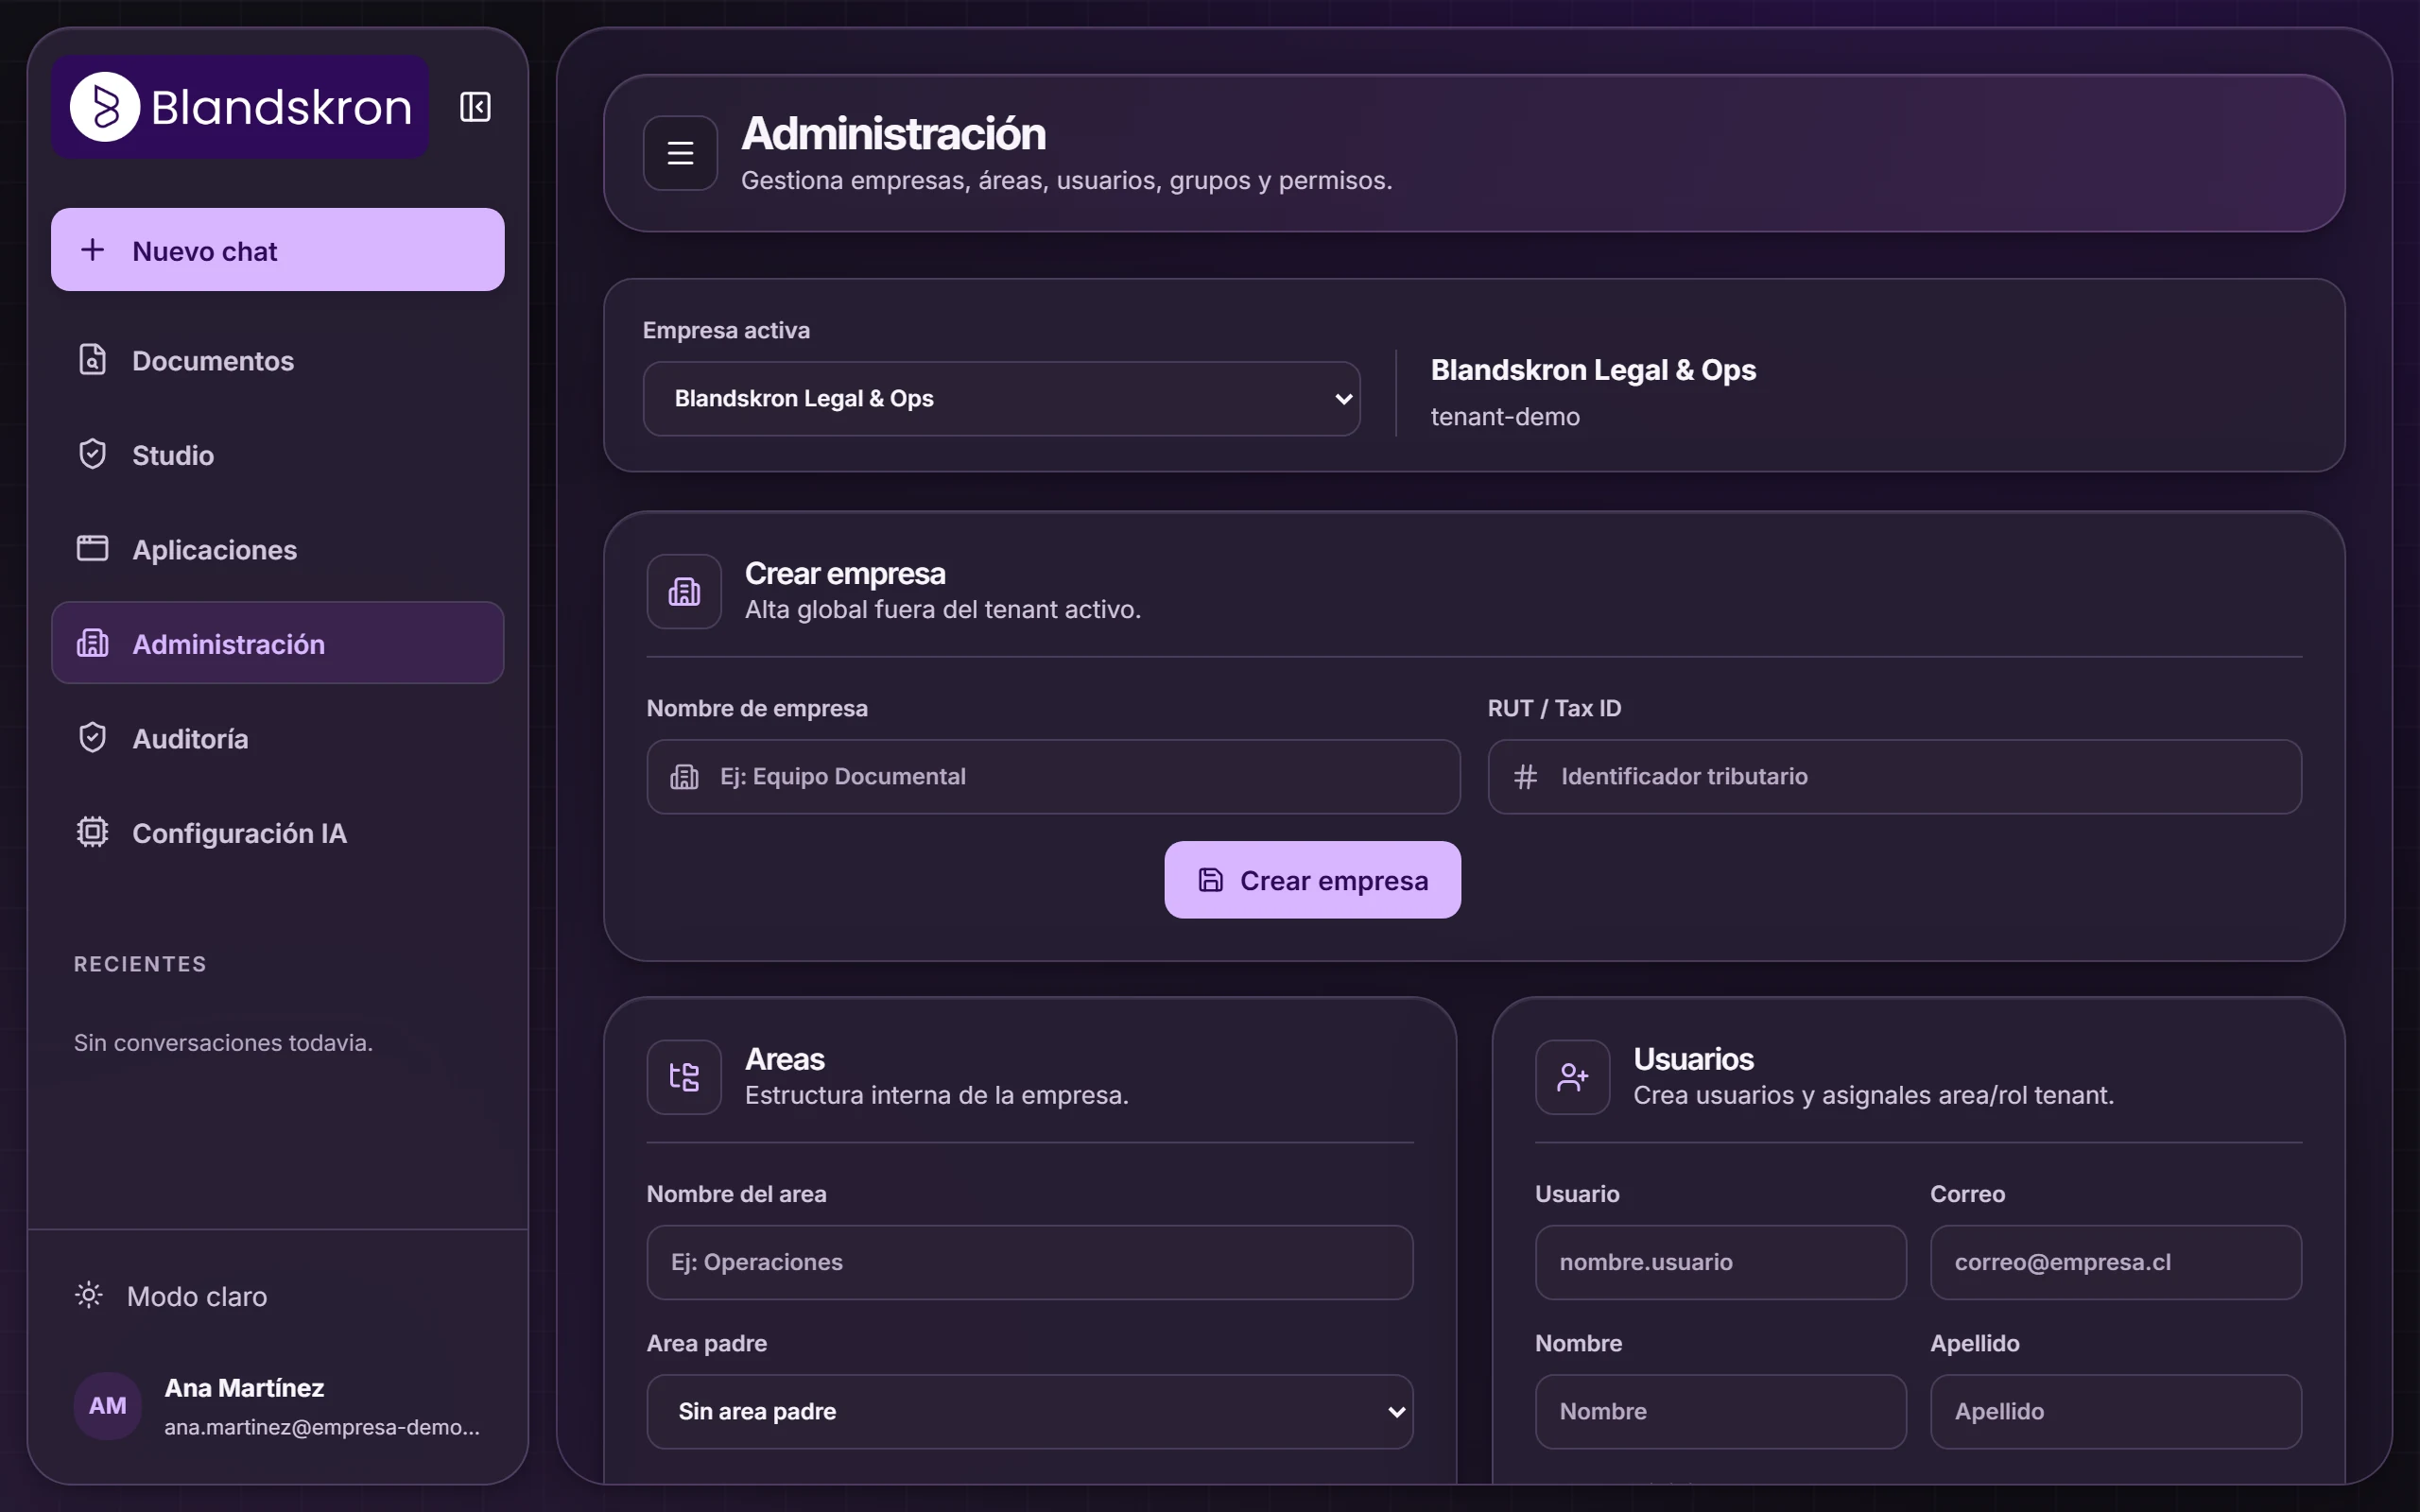 Blandskron
Nuevo chat
Documentos
Studio
Aplicaciones
Administración
Auditoría
Configuración IA
RECIENTES
Sin conversaciones todavia.
Modo claro
AM
Ana Martínez
ana.martinez@empresa-demo...
Administración
Gestiona empresas, áreas, usuarios, grupos y permisos.
Empresa activa
Blandskron Legal & Ops
Blandskron Legal & Ops
tenant-demo
Crear empresa
Alta global fuera del tenant activo.
Nombre de empresa
Ej: Equipo Documental
RUT / Tax ID
# Identificador tributario
Crear empresa
Areas
Estructura interna de la empresa.
Nombre del area
Ej: Operaciones
Area padre
Sin area padre
Usuarios
Crea usuarios y asignales area/rol tenant.
Usuario
nombre.usuario
Correo
correo@empresa.cl
Nombre
Nombre
Apellido
Apellido